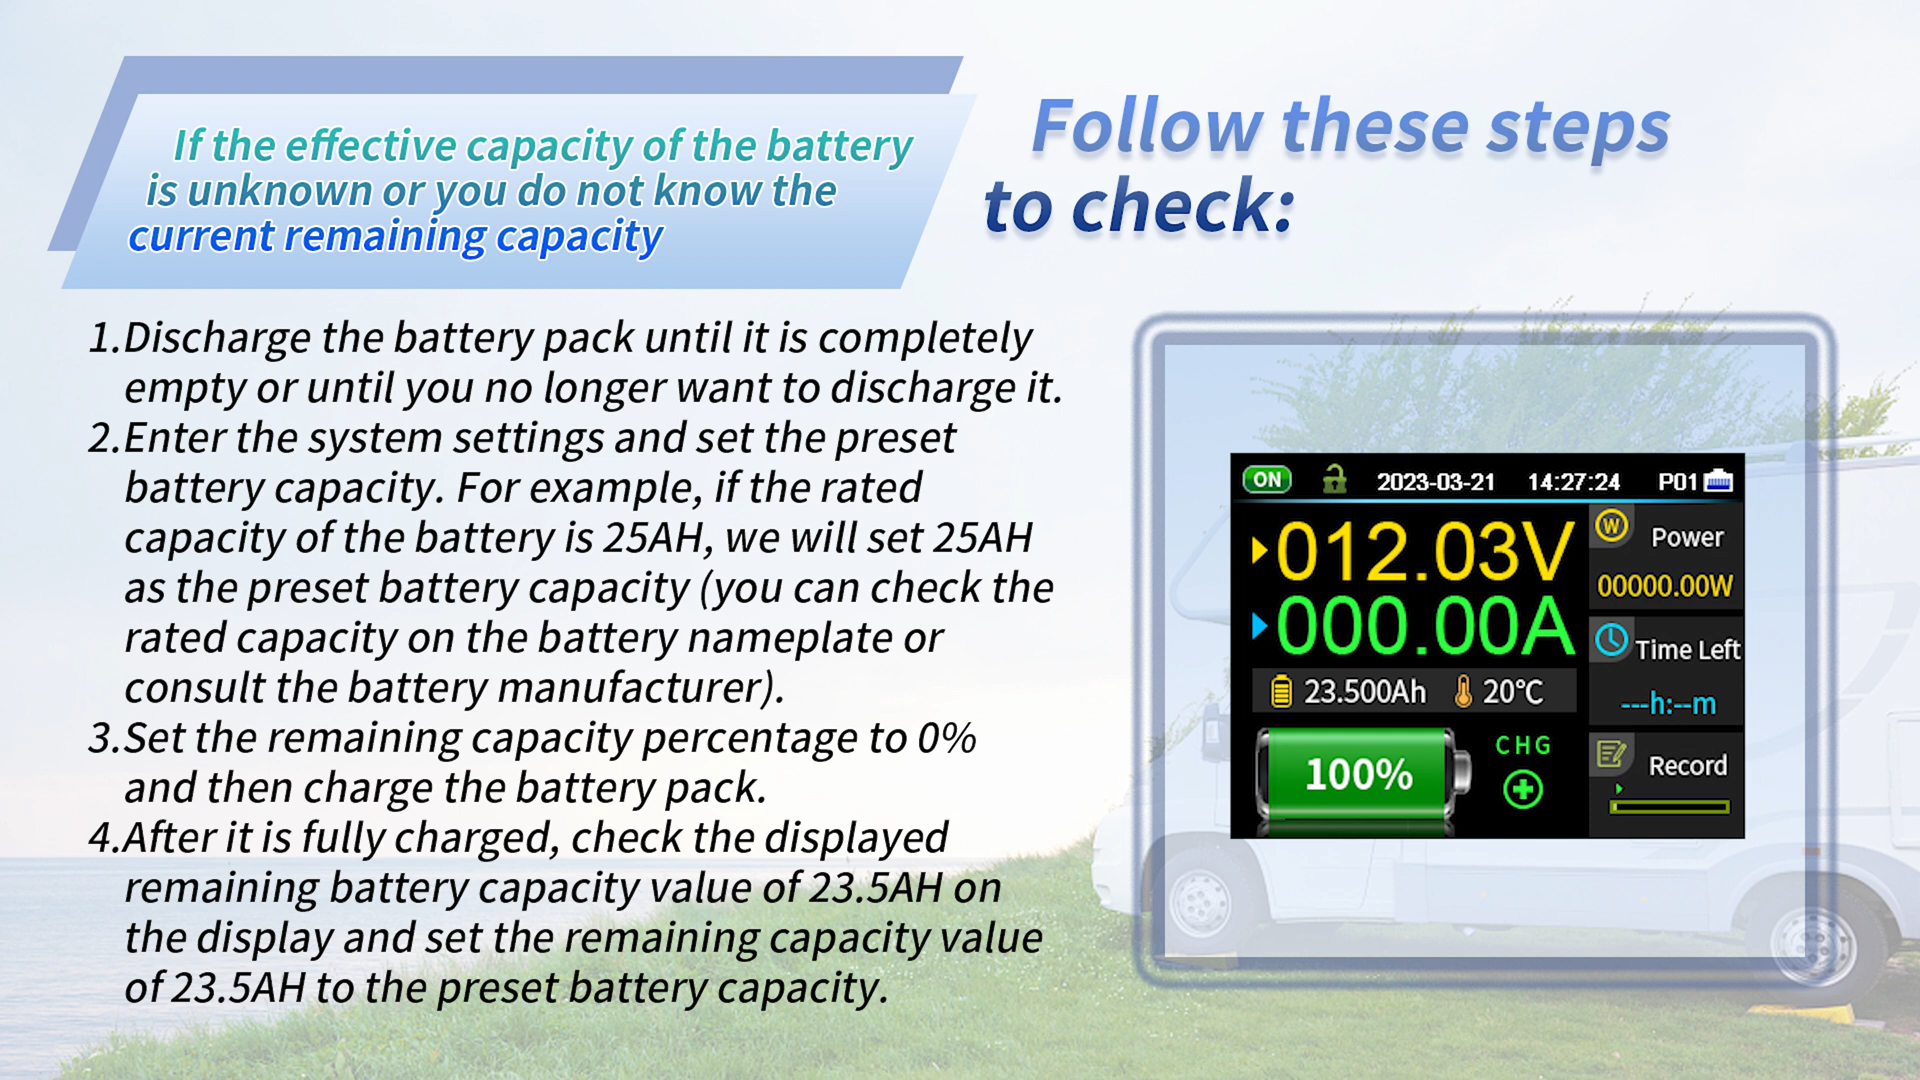 If the effective capacity of the battery
is unknown or you do not know the
current remaining capacity
Follow these steps
to check:
1.Discharge the battery pack until it is completely
empty or until you no longer want to discharge it.
2.Enter the system settings and set the preset
battery capacity. For example, if the rated
capacity of the battery is 25AH, we will set 25AH
as the preset battery capacity (you can check the
rated capacity on the battery nameplate or
consult the battery manufacturer).
3.Set the remaining capacity percentage to 0%
and then charge the battery pack.
4.After it is fully charged, check the displayed
remaining battery capacity value of 23.5AH on
the display and set the remaining capacity value
of 23.5AH to the preset battery capacity.
ON 2023-03-21 14:27:24 P01
012.03V
000.00A
23.500Ah 20℃
100%
CHG
W Power
00000.00W
Time Left
---h:--m
Record